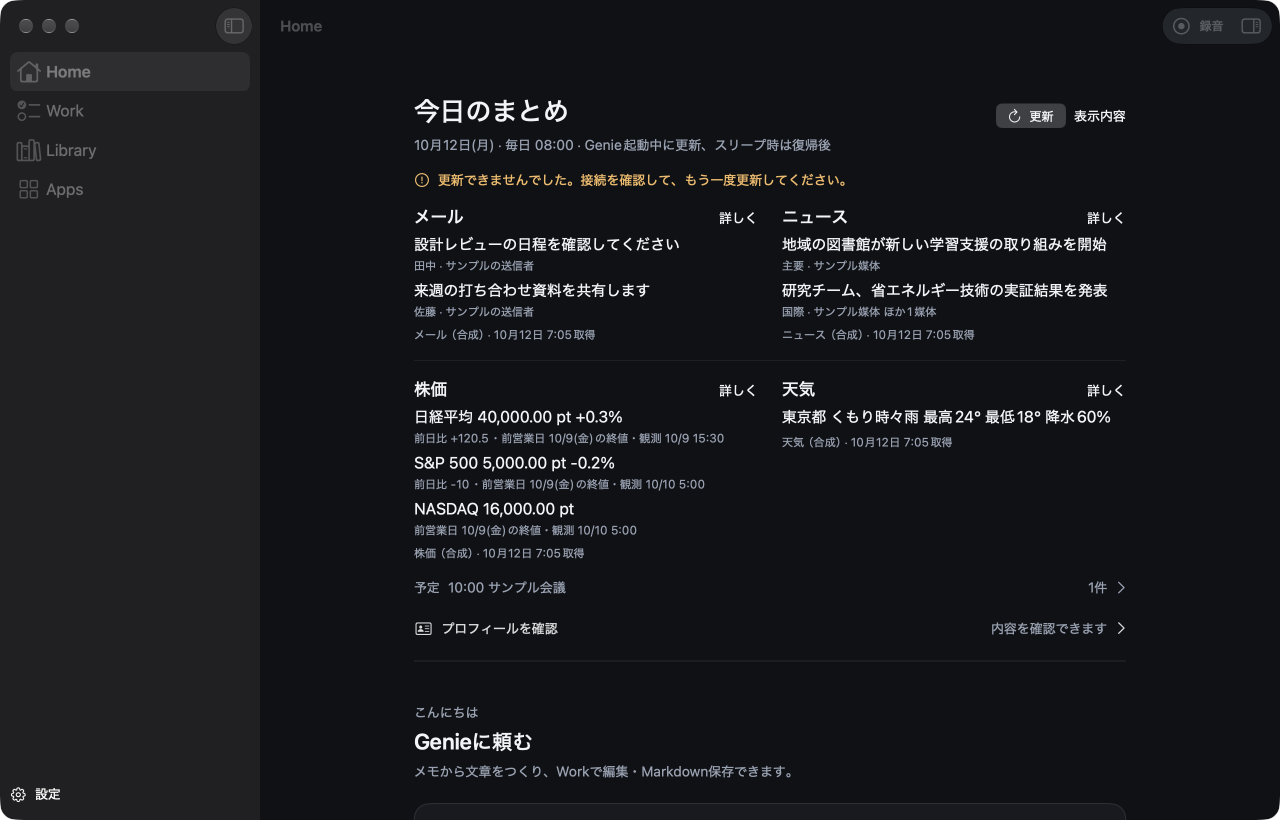 Home
録音
Home
Work
Library
Apps
設定
今日のまとめ
更新
表示内容
10月12日(月) · 毎日 08:00 · Genie起動中に更新、スリープ時は復帰後
更新できませんでした。接続を確認して、もう一度更新してください。
メール
詳しく
設計レビューの日程を確認してください
田中 · サンプルの送信者
来週の打ち合わせ資料を共有します
佐藤 · サンプルの送信者
メール（合成）· 10月12日 7:05取得
ニュース
詳しく
地域の図書館が新しい学習支援の取り組みを開始
主要 · サンプル媒体
研究チーム、省エネルギー技術の実証結果を発表
国際 · サンプル媒体 ほか1媒体
ニュース（合成）· 10月12日 7:05取得
株価
詳しく
日経平均 40,000.00 pt +0.3%
前日比 +120.5・前営業日 10/9(金)の終値・観測 10/9 15:30
S&P 500 5,000.00 pt -0.2%
前日比 -10・前営業日 10/9(金)の終値・観測 10/10 5:00
NASDAQ 16,000.00 pt
前営業日 10/9(金)の終値・観測 10/10 5:00
株価（合成）· 10月12日 7:05取得
天気
詳しく
東京都 くもり時々雨 最高24° 最低18° 降水60%
天気（合成）· 10月12日 7:05取得
予定 10:00 サンプル会議
1件
プロフィールを確認
内容を確認できます
こんにちは
Genieに頼む
メモから文章をつくり、Workで編集・Markdown保存できます。